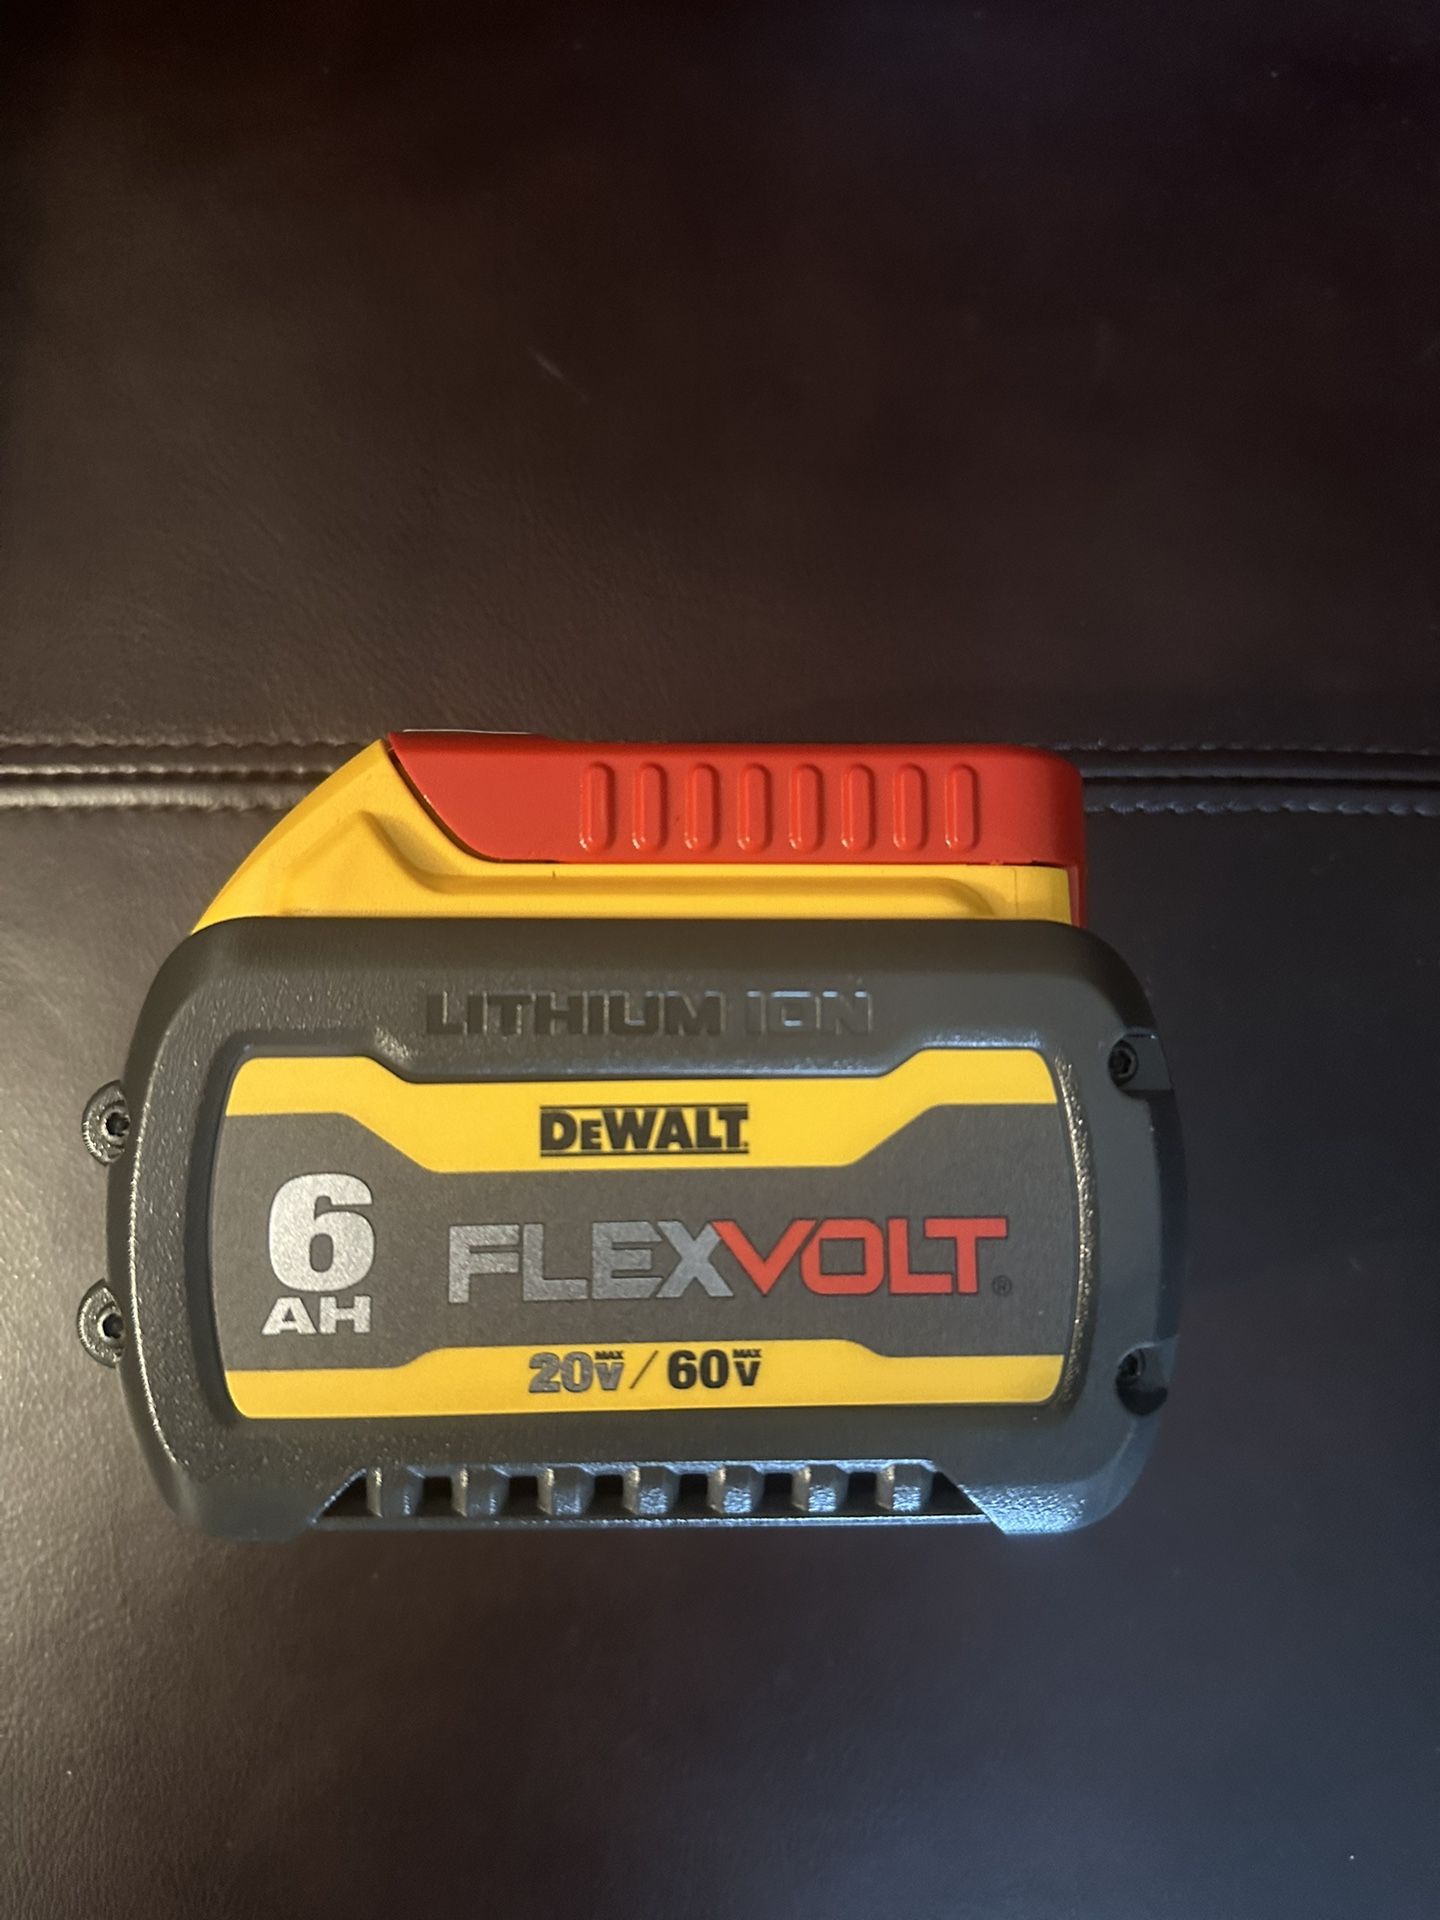 LITHIUM ION
DEWALT
6
AH
FLEXVOLT®
20V MAX / 60V MAX